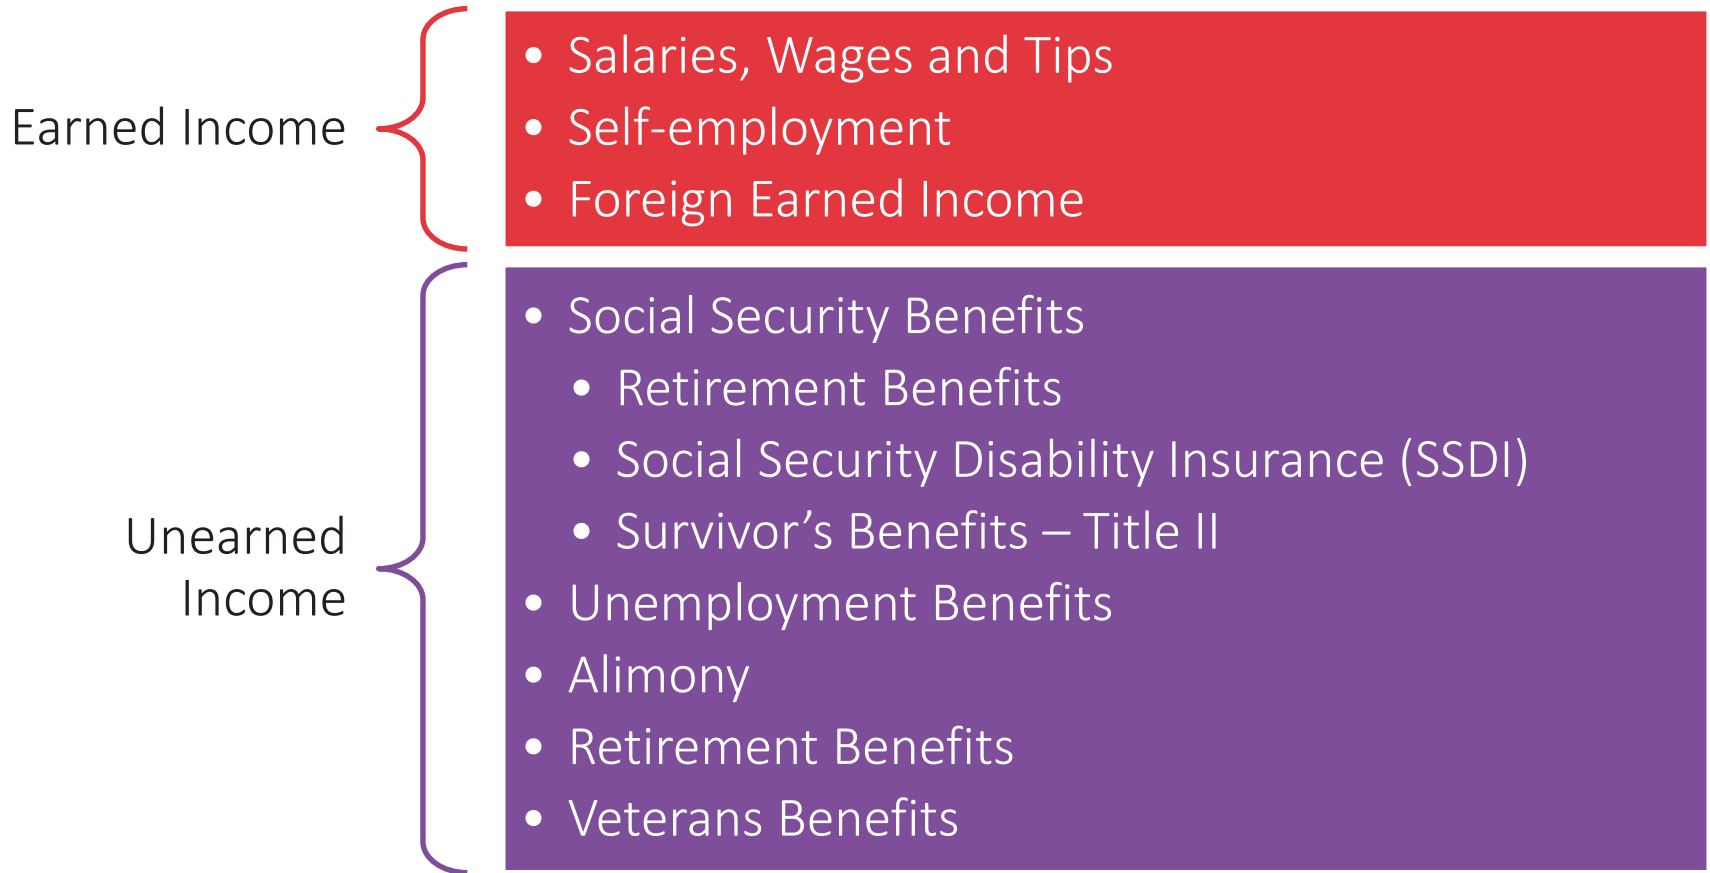 Earned Income
• Salaries, Wages and Tips
• Self-employment
• Foreign Earned Income
Unearned
Income
• Social Security Benefits
• Retirement Benefits
• Social Security Disability Insurance (SSDI)
• Survivor’s Benefits – Title II
• Unemployment Benefits
• Alimony
• Retirement Benefits
• Veterans Benefits